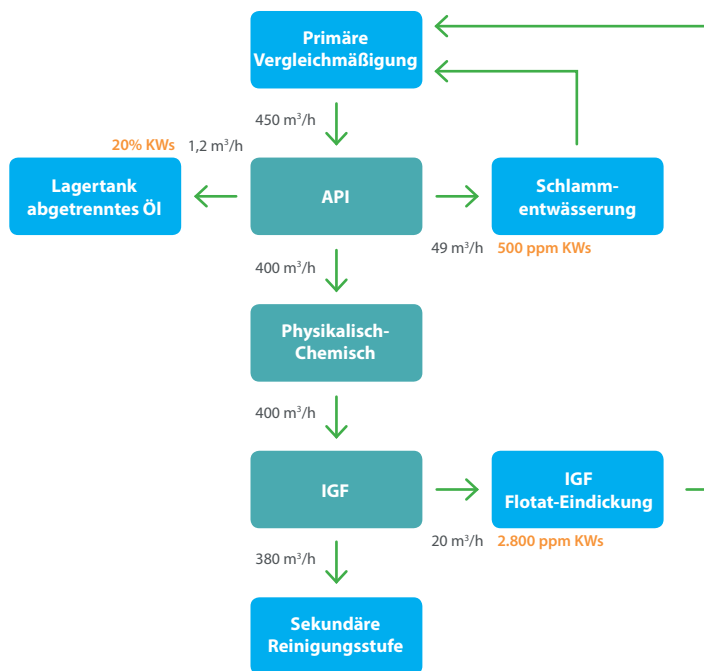 Primäre
Vergleichmäßigung
450 m³/h
20% KWs 1,2 m³/h
Lagertank
abgetrenntes Öl
API
Schlamm-
entwässerung
400 m³/h
49 m³/h 500 ppm KWs
Physikalisch-
Chemisch
400 m³/h
IGF
IGF
Flotat-Eindickung
380 m³/h
20 m³/h 2.800 ppm KWs
Sekundäre
Reinigungsstufe